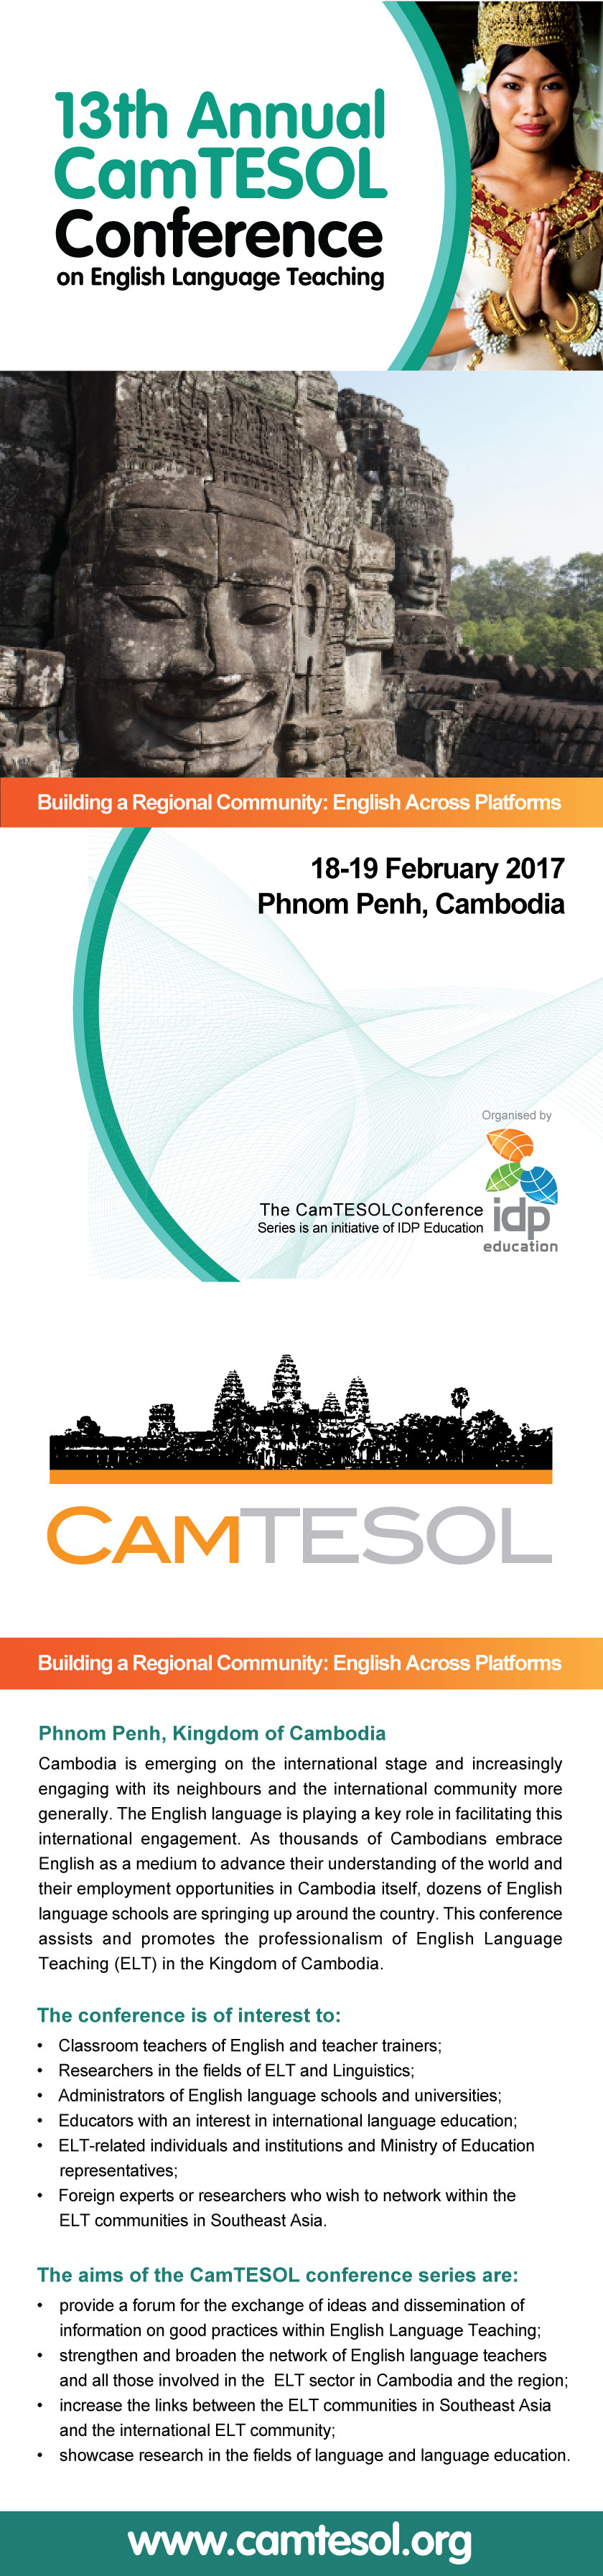 13th Annual
CamTESOL
Conference
on English Language Teaching
Building a Regional Community: English Across Platforms
18-19 February 2017
Phnom Penh, Cambodia
Organised by
The CamTESOLConference
Series is an initiative of IDP Education
idp
education
CAMTESOL
Building a Regional Community: English Across Platforms
Phnom Penh, Kingdom of Cambodia
Cambodia is emerging on the international stage and increasingly
engaging with its neighbours and the international community more
generally. The English language is playing a key role in facilitating this
international engagement. As thousands of Cambodians embrace
English as a medium to advance their understanding of the world and
their employment opportunities in Cambodia itself, dozens of English
language schools are springing up around the country. This conference
assists and promotes the professionalism of English Language
Teaching (ELT) in the Kingdom of Cambodia.
The conference is of interest to:
• Classroom teachers of English and teacher trainers;
• Researchers in the fields of ELT and Linguistics;
• Administrators of English language schools and universities;
• Educators with an interest in international language education;
• ELT-related individuals and institutions and Ministry of Education
representatives;
• Foreign experts or researchers who wish to network within the
ELT communities in Southeast Asia.
The aims of the CamTESOL conference series are:
• provide a forum for the exchange of ideas and dissemination of
information on good practices within English Language Teaching;
• strengthen and broaden the network of English language teachers
and all those involved in the ELT sector in Cambodia and the region;
• increase the links between the ELT communities in Southeast Asia
and the international ELT community;
• showcase research in the fields of language and language education.
www.camtesol.org